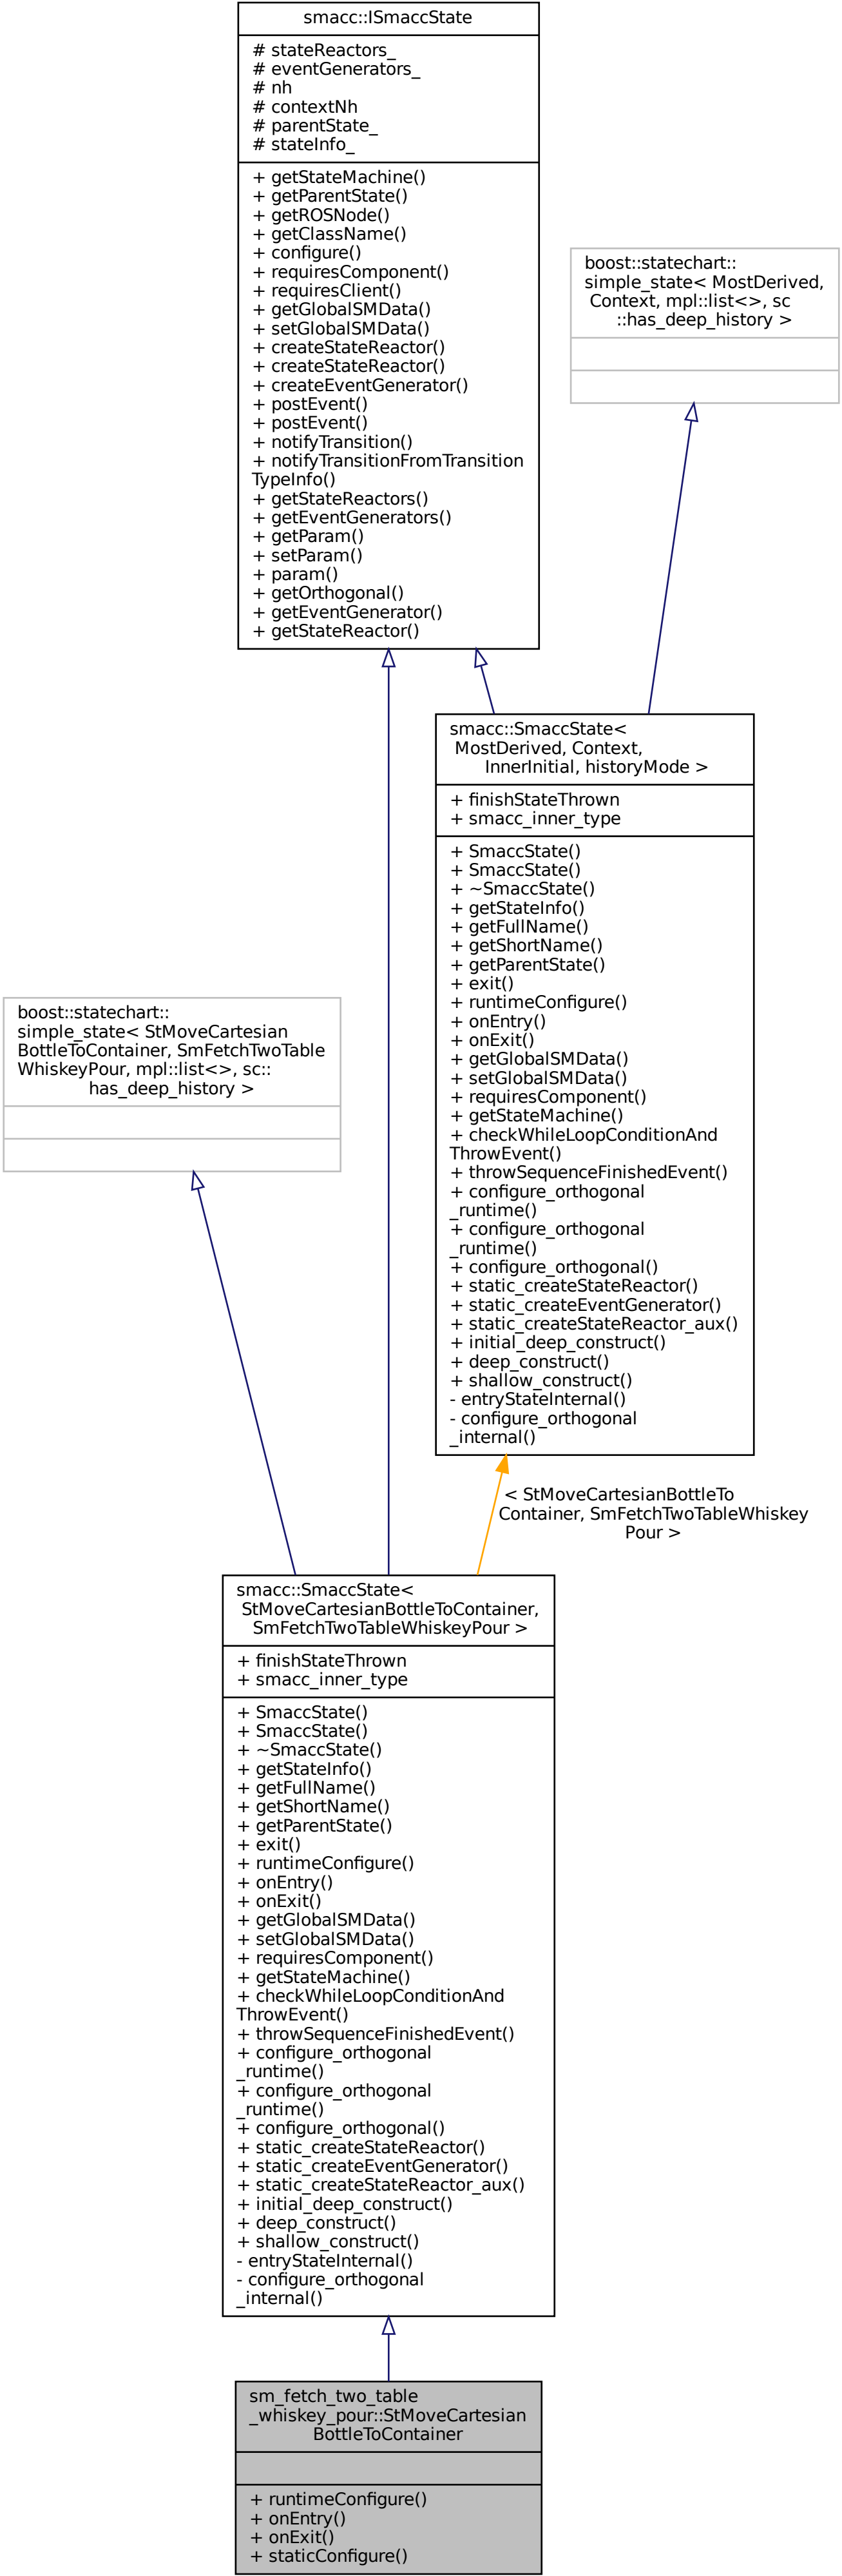 smacc::ISmaccState
# stateReactors_
# eventGenerators_
# nh
# contextNh
# parentState_
# stateInfo_
+ getStateMachine()
+ getParentState()
+ getROSNode()
+ getClassName()
+ configure()
+ requiresComponent()
+ requiresClient()
+ getGlobalSMData()
+ setGlobalSMData()
+ createStateReactor()
+ createStateReactor()
+ createEventGenerator()
+ postEvent()
+ postEvent()
+ notifyTransition()
+ notifyTransitionFromTransition
TypeInfo()
+ getStateReactors()
+ getEventGenerators()
+ getParam()
+ setParam()
+ param()
+ getOrthogonal()
+ getEventGenerator()
+ getStateReactor()
boost::statechart::
simple_state< MostDerived,
Context, mpl::list<>, sc
::has_deep_history >
smacc::SmaccState<
MostDerived, Context,
InnerInitial, historyMode >
+ finishStateThrown
+ smacc_inner_type
+ SmaccState()
+ SmaccState()
+ ~SmaccState()
+ getStateInfo()
+ getFullName()
+ getShortName()
+ getParentState()
+ exit()
+ runtimeConfigure()
+ onEntry()
+ onExit()
+ getGlobalSMData()
+ setGlobalSMData()
+ requiresComponent()
+ getStateMachine()
+ checkWhileLoopConditionAnd
ThrowEvent()
+ throwSequenceFinishedEvent()
+ configure_orthogonal
_runtime()
+ configure_orthogonal
_runtime()
+ configure_orthogonal()
+ static_createStateReactor()
+ static_createEventGenerator()
+ static_createStateReactor_aux()
+ initial_deep_construct()
+ deep_construct()
+ shallow_construct()
- entryStateInternal()
- configure_orthogonal
_internal()
boost::statechart::
simple_state< StMoveCartesian
BottleToContainer, SmFetchTwoTable
WhiskeyPour, mpl::list<>, sc::
has_deep_history >
< StMoveCartesianBottleTo
Container, SmFetchTwoTableWhiskey
Pour >
smacc::SmaccState<
StMoveCartesianBottleToContainer,
SmFetchTwoTableWhiskeyPour >
+ finishStateThrown
+ smacc_inner_type
+ SmaccState()
+ SmaccState()
+ ~SmaccState()
+ getStateInfo()
+ getFullName()
+ getShortName()
+ getParentState()
+ exit()
+ runtimeConfigure()
+ onEntry()
+ onExit()
+ getGlobalSMData()
+ setGlobalSMData()
+ requiresComponent()
+ getStateMachine()
+ checkWhileLoopConditionAnd
ThrowEvent()
+ throwSequenceFinishedEvent()
+ configure_orthogonal
_runtime()
+ configure_orthogonal
_runtime()
+ configure_orthogonal()
+ static_createStateReactor()
+ static_createEventGenerator()
+ static_createStateReactor_aux()
+ initial_deep_construct()
+ deep_construct()
+ shallow_construct()
- entryStateInternal()
- configure_orthogonal
_internal()
sm_fetch_two_table
_whiskey_pour::StMoveCartesian
BottleToContainer
+ runtimeConfigure()
+ onEntry()
+ onExit()
+ staticConfigure()